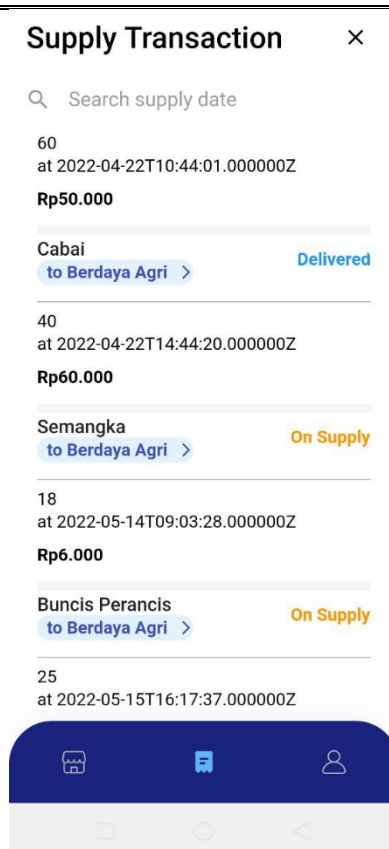 Supply Transaction
Search supply date
60
at 2022-04-22T10:44:01.000000Z
Rp50.000
Cabai
to Berdaya Agri
Delivered
40
at 2022-04-22T14:44:20.000000Z
Rp60.000
Semangka
to Berdaya Agri
On Supply
18
at 2022-05-14T09:03:28.000000Z
Rp6.000
Buncis Perancis
to Berdaya Agri
On Supply
25
at 2022-05-15T16:17:37.000000Z